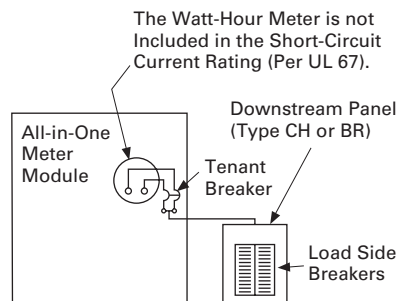 The Watt-Hour Meter is not
Included in the Short-Circuit
Current Rating (Per UL 67).
Downstream Panel
(Type CH or BR)
All-in-One
Meter
Module
Tenant
Breaker
Load Side
Breakers